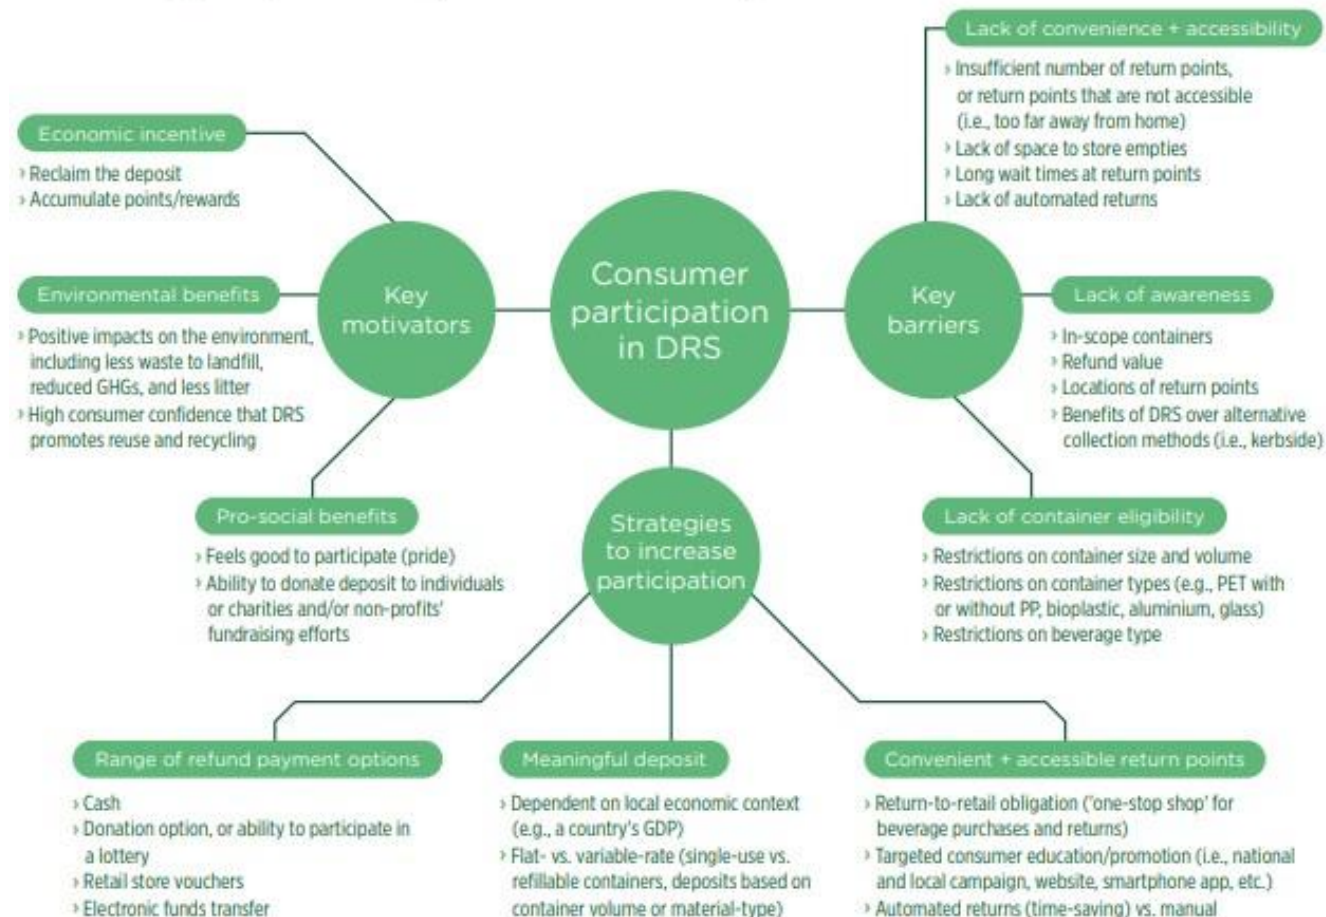 Lack of convenience + accessibility
› Insufficient number of return points,
or return points that are not accessible
(i.e., too far away from home)
› Lack of space to store empties
› Long wait times at return points
› Lack of automated returns
Economic incentive
› Reclaim the deposit
› Accumulate points/rewards
Consumer
participation
in DRS
Key
motivators
Key
barriers
Environmental benefits
› Positive impacts on the environment,
including less waste to landfill,
reduced GHGs, and less litter
› High consumer confidence that DRS
promotes reuse and recycling
Lack of awareness
› In-scope containers
› Refund value
› Locations of return points
› Benefits of DRS over alternative
collection methods (i.e., kerbside)
Pro-social benefits
› Feels good to participate (pride)
› Ability to donate deposit to individuals
or charities and/or non-profits'
fundraising efforts
Strategies
to increase
participation
Lack of container eligibility
› Restrictions on container size and volume
› Restrictions on container types (e.g., PET with
or without PP, bioplastic, aluminium, glass)
› Restrictions on beverage type
Range of refund payment options
› Cash
› Donation option, or ability to participate in
a lottery
› Retail store vouchers
› Electronic funds transfer
Meaningful deposit
› Dependent on local economic context
(e.g., a country's GDP)
› Flat- vs. variable-rate (single-use vs.
refillable containers, deposits based on
container volume or material-type)
Convenient + accessible return points
› Return-to-retail obligation ('one-stop shop' for
beverage purchases and returns)
› Targeted consumer education/promotion (i.e., national
and local campaign, website, smartphone app, etc.)
› Automated returns (time-saving) vs. manual